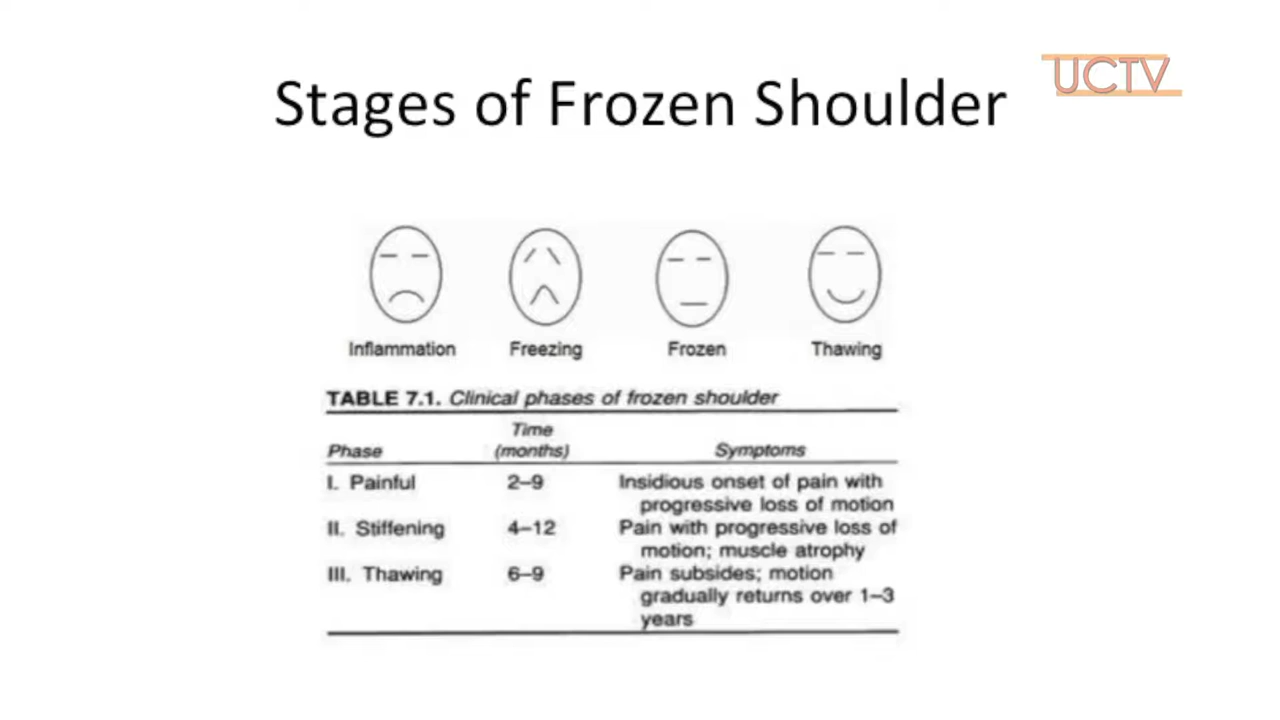 UCTV
Stages of Frozen Shoulder
Inflammation Freezing Frozen Thawing
TABLE 7.1. Clinical phases of frozen shoulder
Time
Phase (months) Symptoms
I. Painful 2–9 Insidious onset of pain with
progressive loss of motion
II. Stiffening 4–12 Pain with progressive loss of
motion; muscle atrophy
III. Thawing 6–9 Pain subsides; motion
gradually returns over 1–3
years